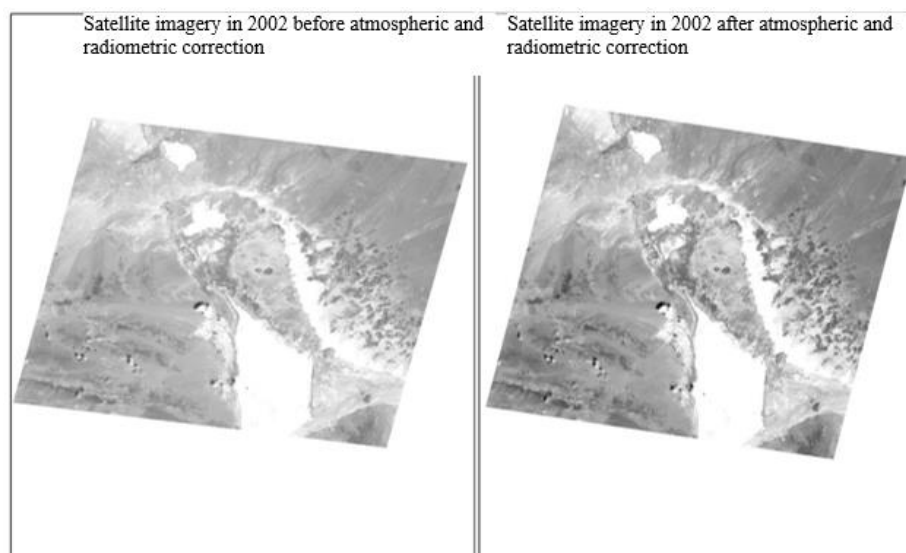 Satellite imagery in 2002 before atmospheric and
radiometric correction
Satellite imagery in 2002 after atmospheric and
radiometric correction